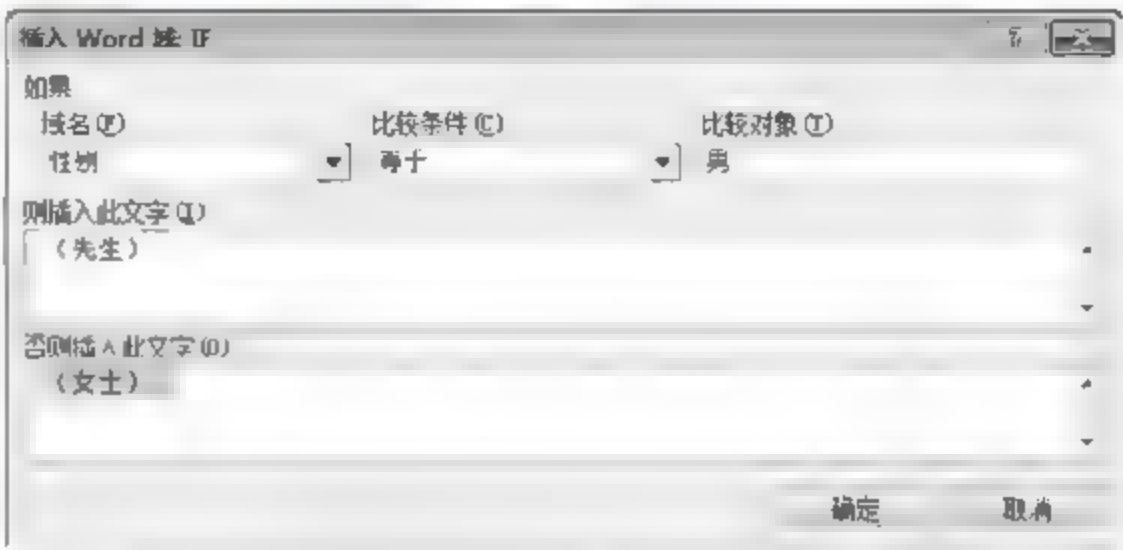 插入 Word 域: IF
如果
域名(F) 比较条件(C) 比较对象(T)
性别 等于 男
则插入此文字(I)
（先生）
否则插入此文字(O)
（女士）
确定 取消